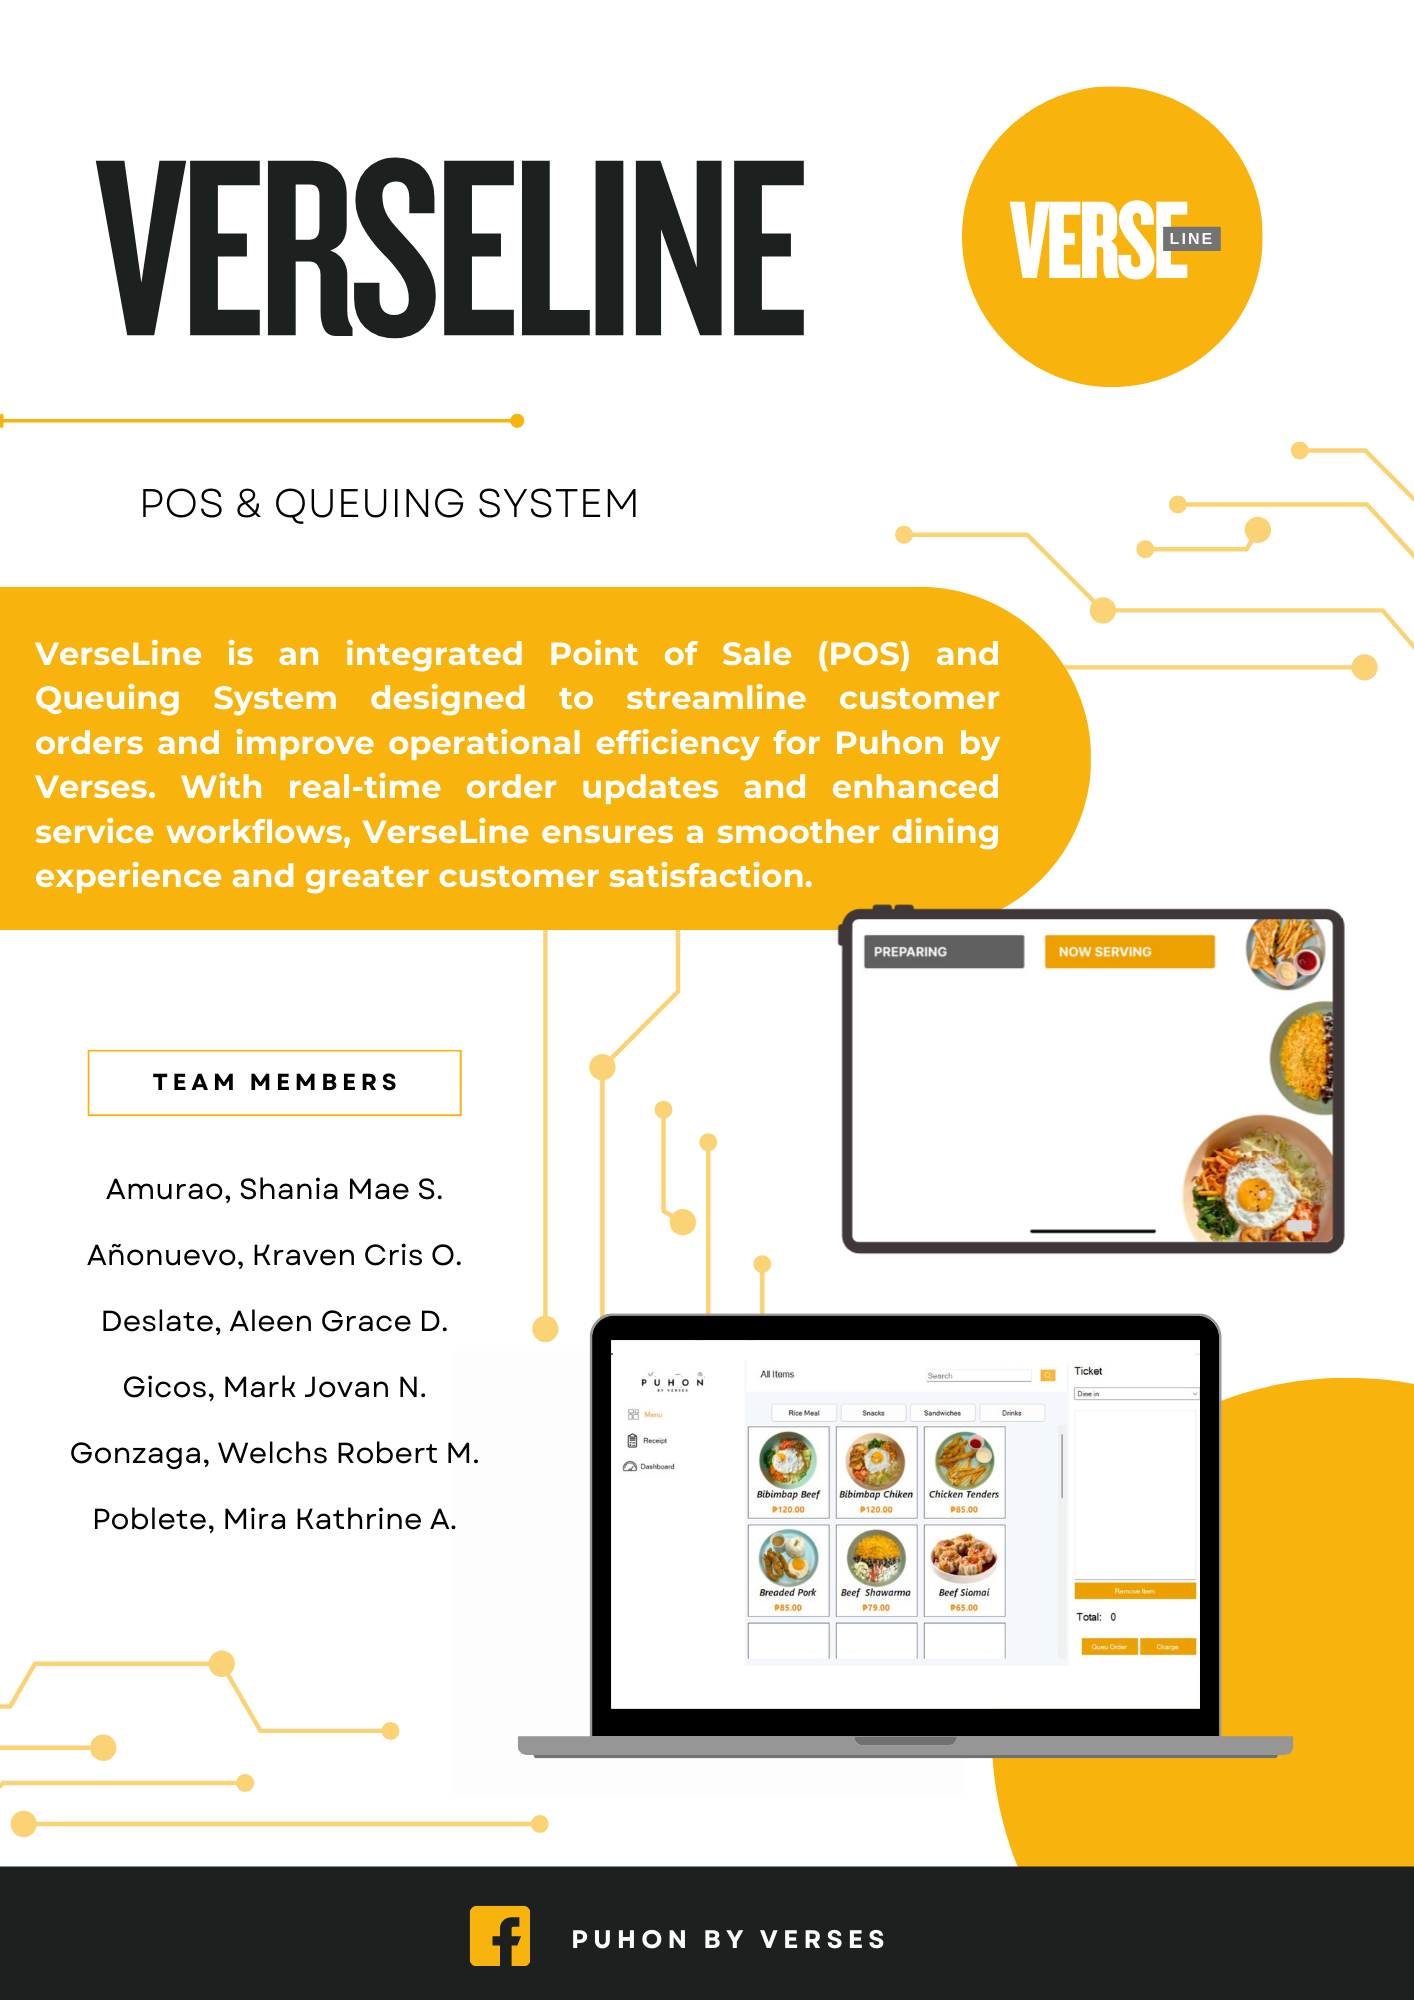 VERSELINE
VERSE
LINE
POS & QUEUING SYSTEM
VerseLine is an integrated Point of Sale (POS) and
Queuing System designed to streamline customer
orders and improve operational efficiency for Puhon by
Verses. With real-time order updates and enhanced
service workflows, VerseLine ensures a smoother dining
experience and greater customer satisfaction.
PREPARING
NOW SERVING
TEAM MEMBERS
Amurao, Shania Mae S.
Añonuevo, Kraven Cris O.
Deslate, Aleen Grace D.
Gicos, Mark Jovan N.
Gonzaga, Welchs Robert M.
Poblete, Mira Kathrine A.
PUHON
BY VERSES
Menu
Receipt
Dashboard
All Items
Search
Rice Meal
Snacks
Sandwiches
Drinks
Bibimbap Beef
₱120.00
Bibimbap Chiken
₱120.00
Chicken Tenders
₱85.00
Breaded Pork
₱85.00
Beef Shawarma
₱79.00
Beef Siomai
₱65.00
Ticket
Dine in
Remove Item
Total: 0
Queu Order
Charge
PUHON BY VERSES